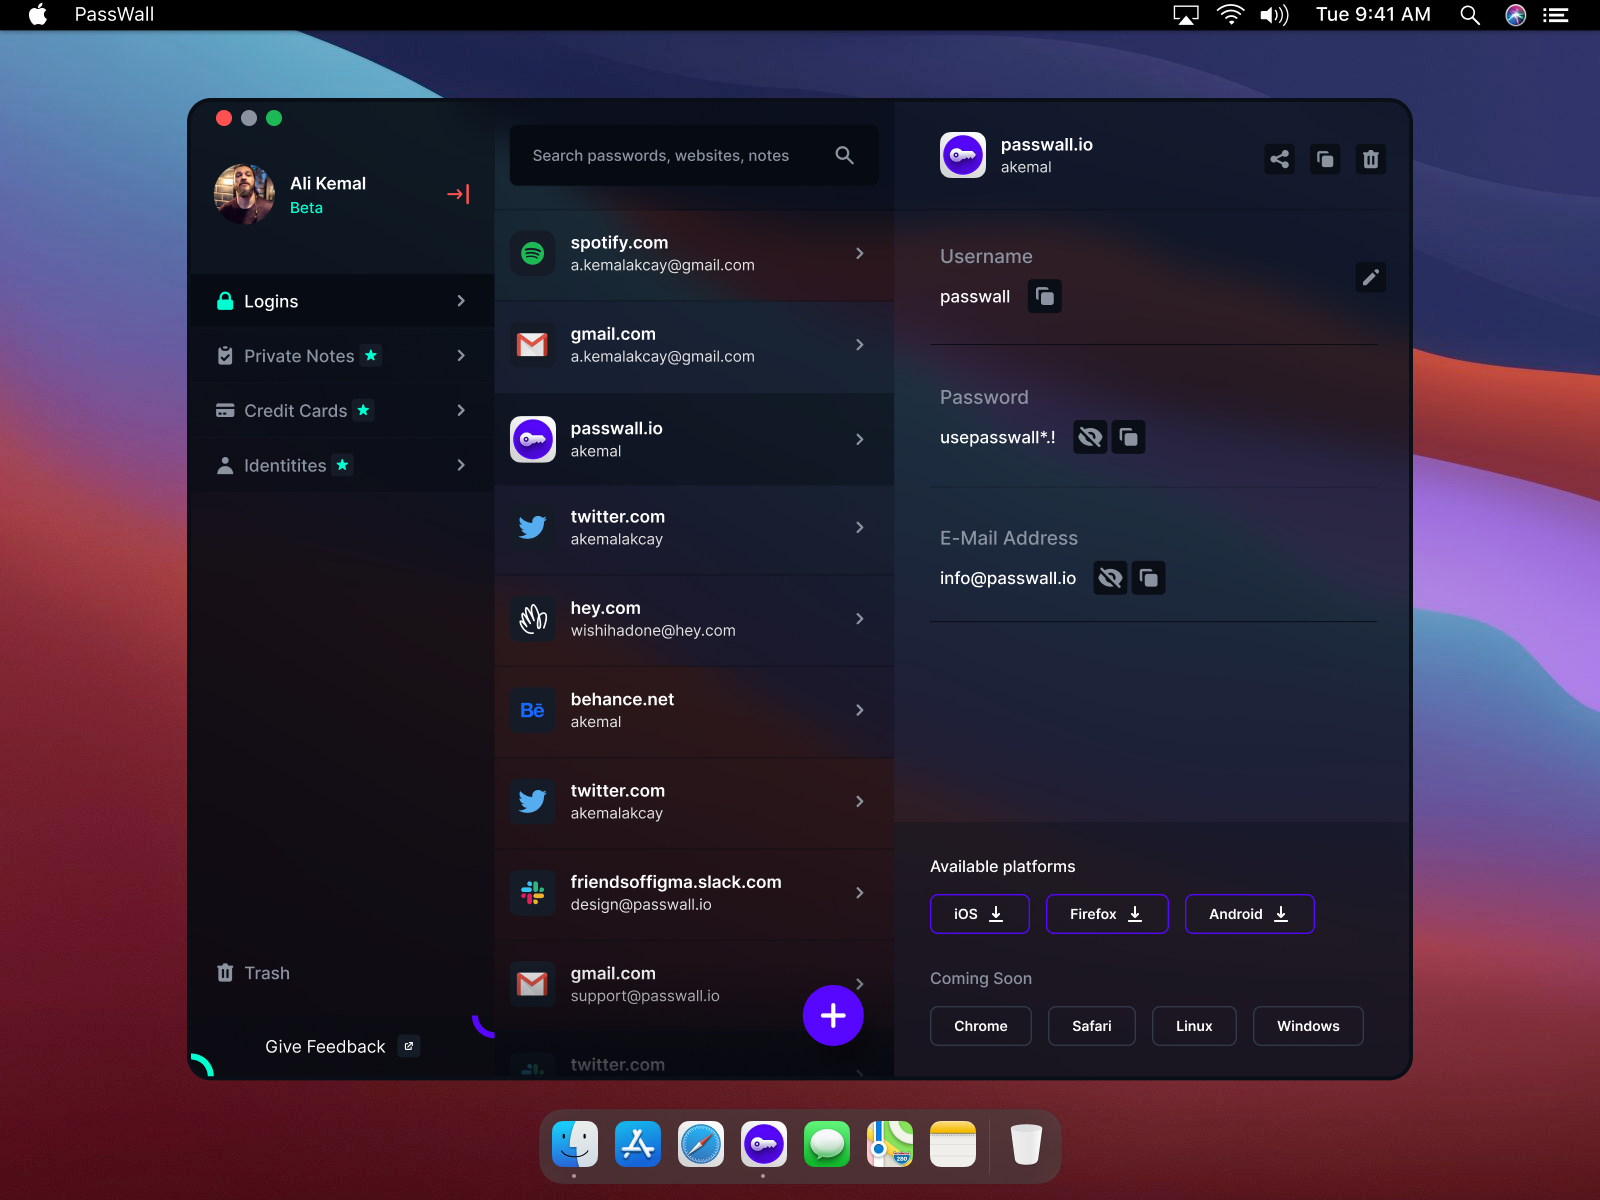 PassWall
Tue 9:41 AM
Ali Kemal
Beta
Logins
Private Notes
Credit Cards
Identitites
Trash
Give Feedback
Search passwords, websites, notes
spotify.com
a.kemalakcay@gmail.com
gmail.com
a.kemalakcay@gmail.com
passwall.io
akemal
twitter.com
akemalakcay
hey.com
wishihadone@hey.com
Bē
behance.net
akemal
twitter.com
akemalakcay
friendsoffigma.slack.com
design@passwall.io
gmail.com
support@passwall.io
twitter.com
passwall.io
akemal
Username
passwall
Password
usepasswall*.!
E-Mail Address
info@passwall.io
Available platforms
iOS
Firefox
Android
Coming Soon
Chrome
Safari
Linux
Windows
280